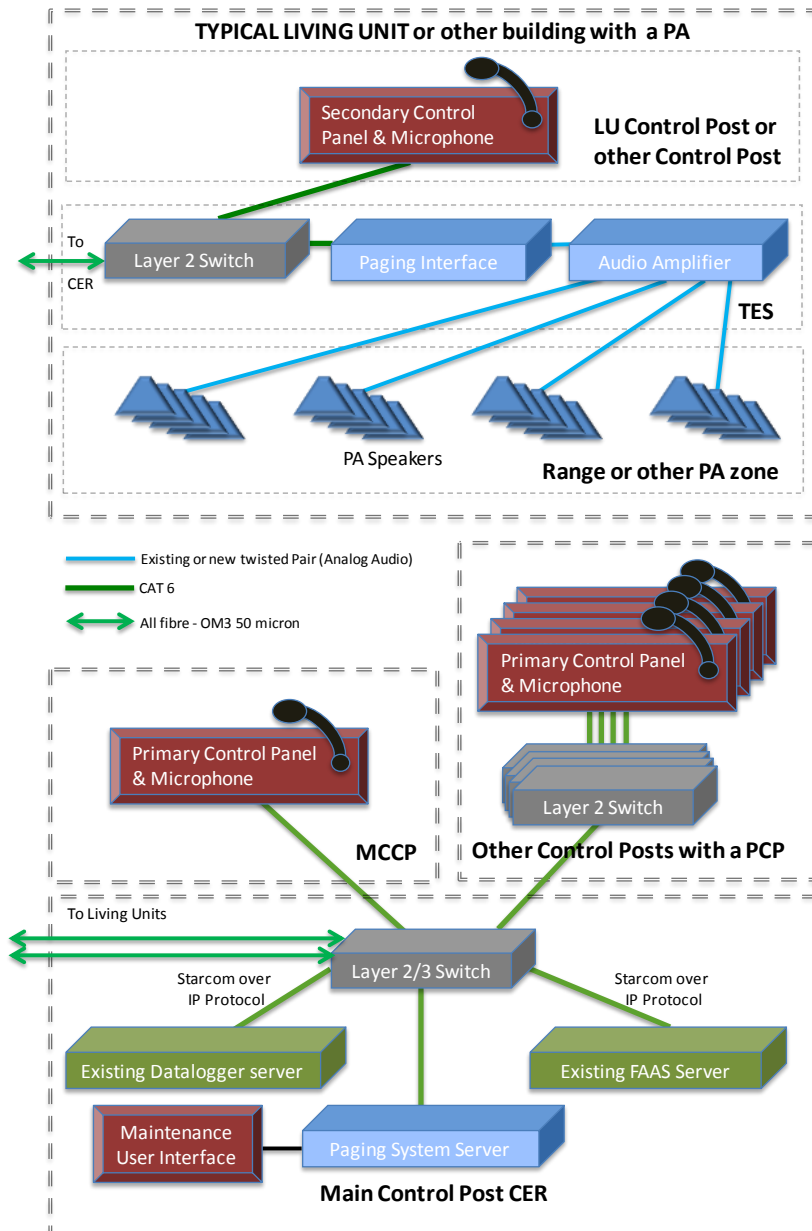 TYPICAL LIVING UNIT or other building with a PA
Secondary Control
Panel & Microphone
LU Control Post or
other Control Post
To
CER
Layer 2 Switch
Paging Interface
Audio Amplifier
TES
PA Speakers
Range or other PA zone
Existing or new twisted Pair (Analog Audio)
CAT 6
All fibre - OM3 50 micron
Primary Control Panel
& Microphone
Layer 2 Switch
Other Control Posts with a PCP
Primary Control Panel
& Microphone
MCCP
To Living Units
Layer 2/3 Switch
Starcom over
IP Protocol
Starcom over
IP Protocol
Existing Datalogger server
Existing FAAS Server
Maintenance
User Interface
Paging System Server
Main Control Post CER